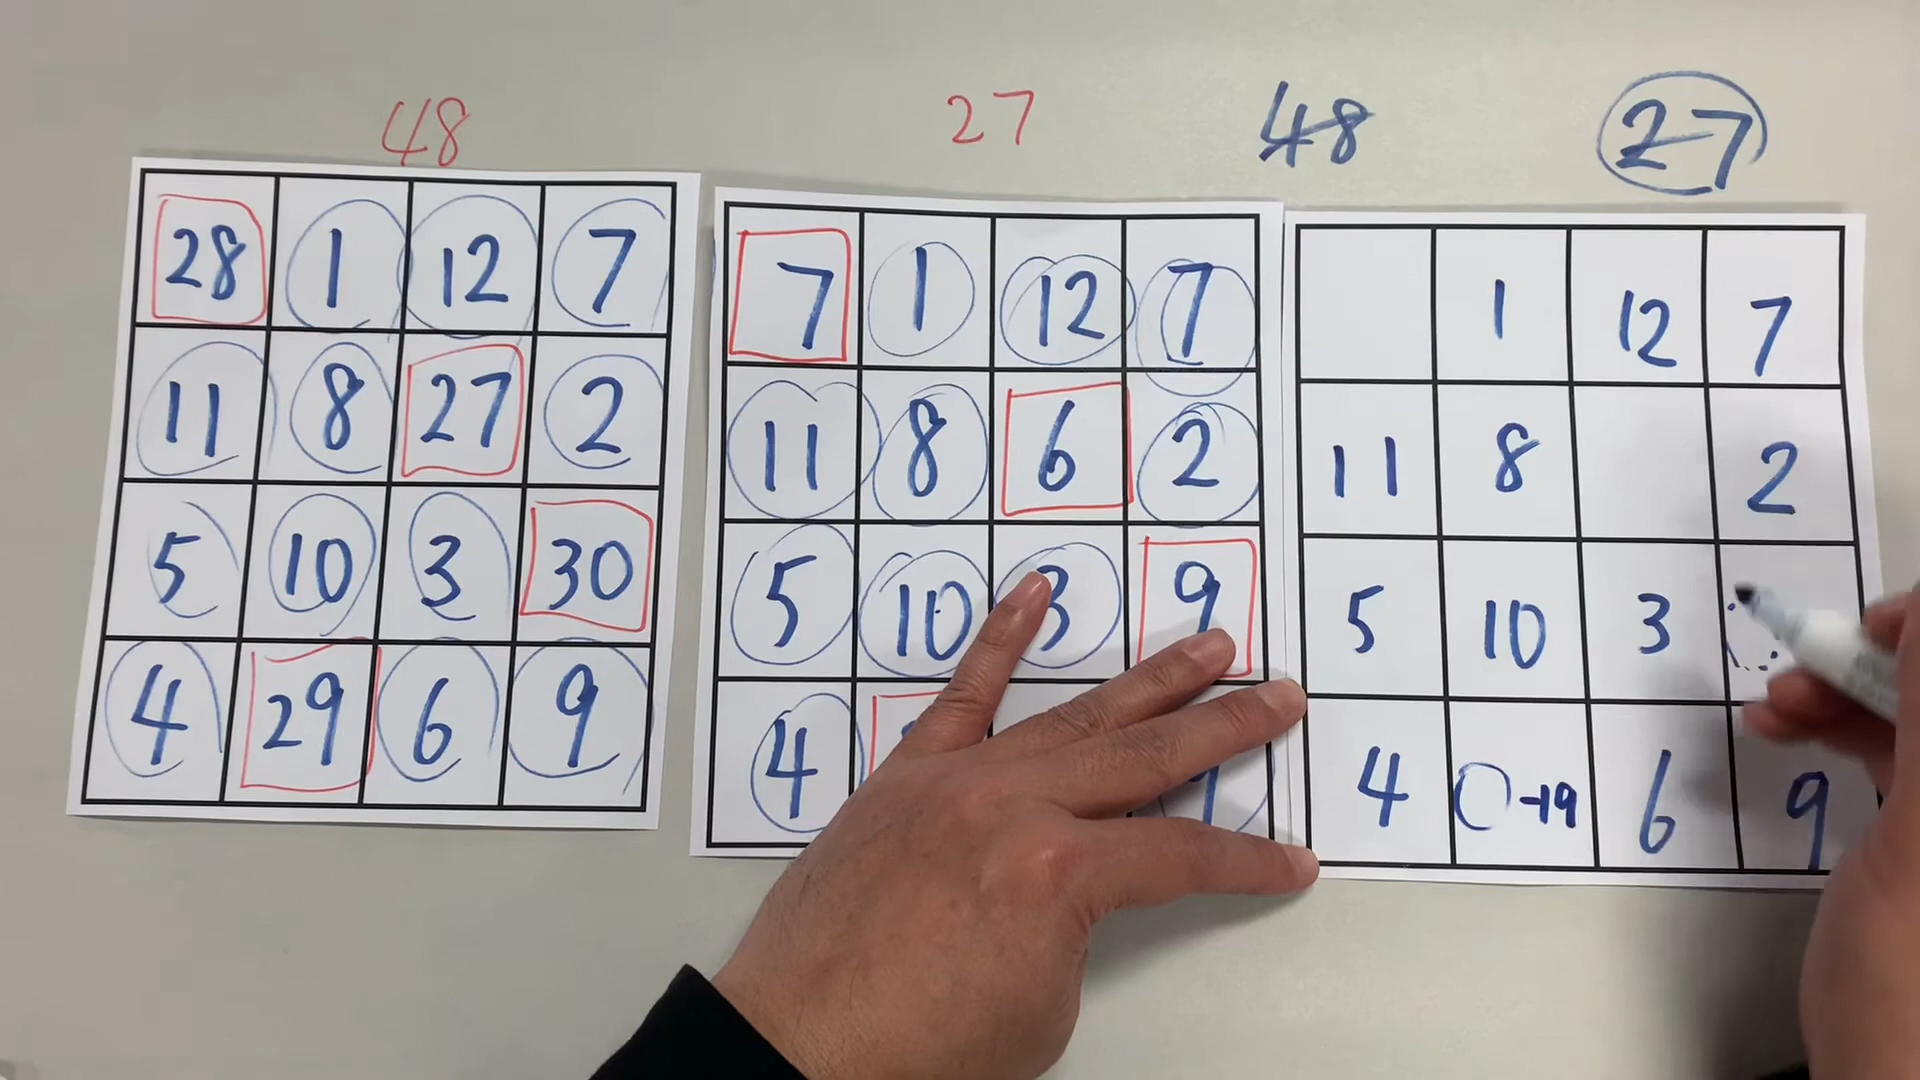 48 27 48 27
28 1 12 7
11 8 27 2
5 10 3 30
4 29 6 9
7 1 12 7
11 8 6 2
5 10 3 9
4
1 12 7
11 8 2
5 10 3
4 -19 6 9